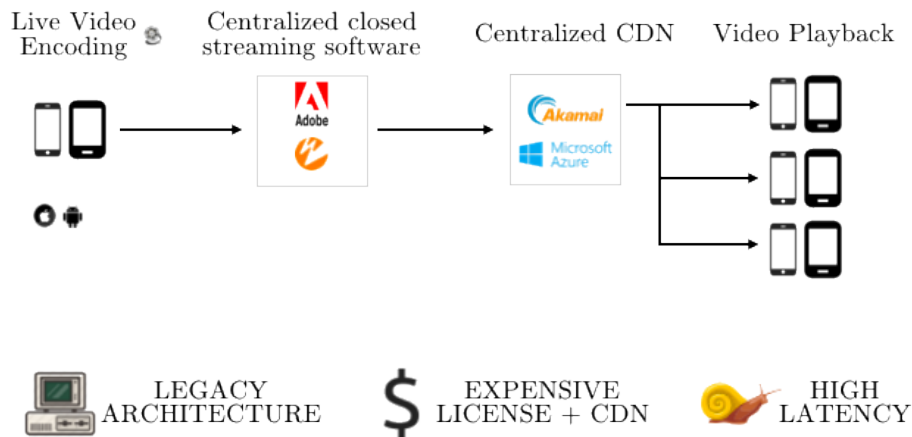 Live Video
Encoding
Centralized closed
streaming software
Centralized CDN
Video Playback
Adobe
Akamai
Microsoft
Azure
LEGACY
ARCHITECTURE
$
EXPENSIVE
LICENSE + CDN
HIGH
LATENCY